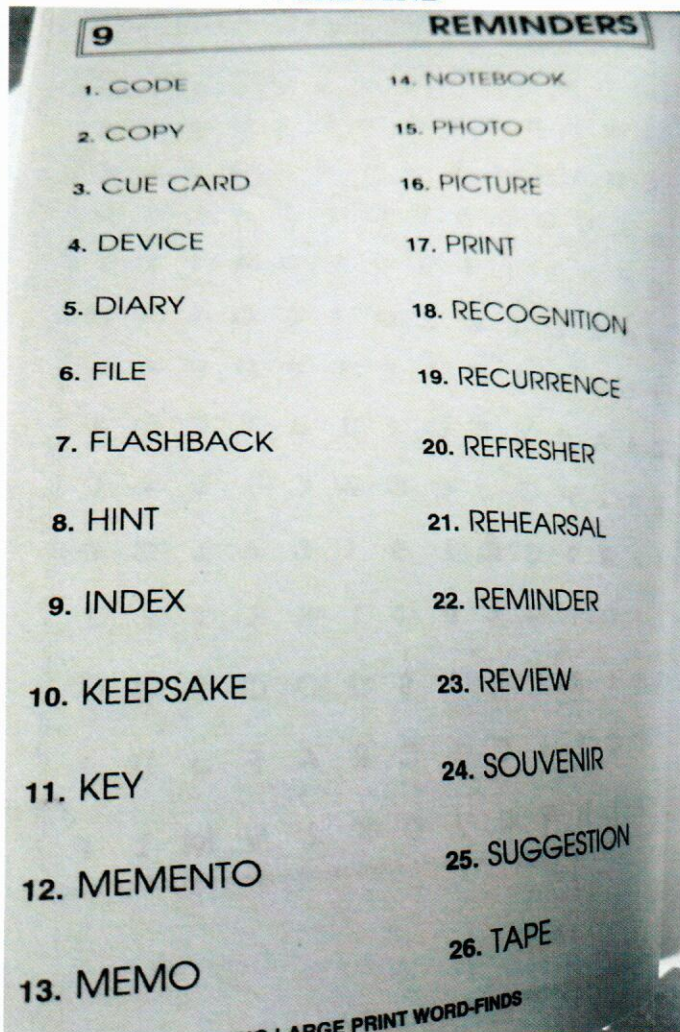 9 REMINDERS
1. CODE
2. COPY
3. CUE CARD
4. DEVICE
5. DIARY
6. FILE
7. FLASHBACK
8. HINT
9. INDEX
10. KEEPSAKE
11. KEY
12. MEMENTO
13. MEMO
14. NOTEBOOK
15. PHOTO
16. PICTURE
17. PRINT
18. RECOGNITION
19. RECURRENCE
20. REFRESHER
21. REHEARSAL
22. REMINDER
23. REVIEW
24. SOUVENIR
25. SUGGESTION
26. TAPE
LARGE PRINT WORD-FINDS